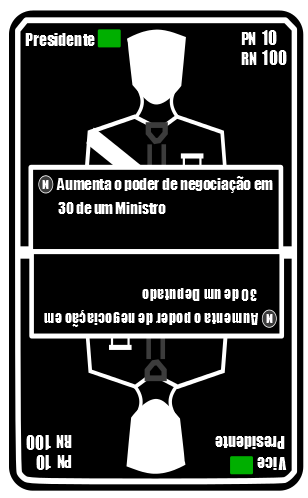 Presidente
PN 10
RN 100
H Aumenta o poder de negociação em
30 de um Ministro
H Aumenta o poder de negociação em
30 de um Deputado
Vice
Presidente
PN 10
RN 100